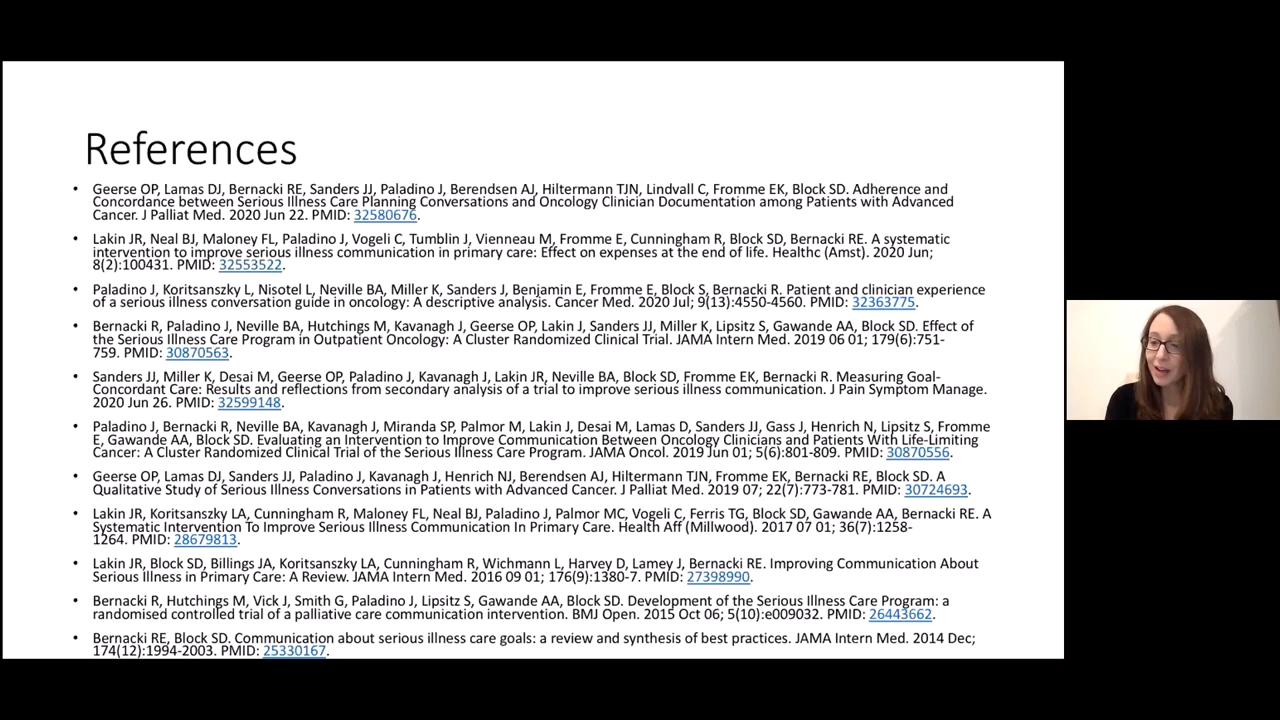 References
• Geerse OP, Lamas DJ, Bernacki RE, Sanders JJ, Paladino J, Berendsen AJ, Hiltermann TJN, Lindvall C, Fromme EK, Block SD. Adherence and
Concordance between Serious Illness Care Planning Conversations and Oncology Clinician Documentation among Patients with Advanced
Cancer. J Palliat Med. 2020 Jun 22. PMID: 32580676.
• Lakin JR, Neal BJ, Maloney FL, Paladino J, Vogeli C, Tumblin J, Vienneau M, Fromme E, Cunningham R, Block SD, Bernacki RE. A systematic
intervention to improve serious illness communication in primary care: Effect on expenses at the end of life. Healthc (Amst). 2020 Jun;
8(2):100431. PMID: 32553522.
• Paladino J, Koritsanszky L, Nisotel L, Neville BA, Miller K, Sanders J, Benjamin E, Fromme E, Block S, Bernacki R. Patient and clinician experience
of a serious illness conversation guide in oncology: A descriptive analysis. Cancer Med. 2020 Jul; 9(13):4550-4560. PMID: 32363775.
• Bernacki R, Paladino J, Neville BA, Hutchings M, Kavanagh J, Geerse OP, Lakin J, Sanders JJ, Miller K, Lipsitz S, Gawande AA, Block SD. Effect of
the Serious Illness Care Program in Outpatient Oncology: A Cluster Randomized Clinical Trial. JAMA Intern Med. 2019 06 01; 179(6):751-
759. PMID: 30870563.
• Sanders JJ, Miller K, Desai M, Geerse OP, Paladino J, Kavanagh J, Lakin JR, Neville BA, Block SD, Fromme EK, Bernacki R. Measuring Goal-
Concordant Care: Results and reflections from secondary analysis of a trial to improve serious illness communication. J Pain Symptom Manage.
2020 Jun 26. PMID: 32599148.
• Paladino J, Bernacki R, Neville BA, Kavanagh J, Miranda SP, Palmor M, Lakin J, Desai M, Lamas D, Sanders JJ, Gass J, Henrich N, Lipsitz S, Fromme
E, Gawande AA, Block SD. Evaluating an Intervention to Improve Communication Between Oncology Clinicians and Patients With Life-Limiting
Cancer: A Cluster Randomized Clinical Trial of the Serious Illness Care Program. JAMA Oncol. 2019 Jun 01; 5(6):801-809. PMID: 30870556.
• Geerse OP, Lamas DJ, Sanders JJ, Paladino J, Kavanagh J, Henrich NJ, Berendsen AJ, Hiltermann TJN, Fromme EK, Bernacki RE, Block SD. A
Qualitative Study of Serious Illness Conversations in Patients with Advanced Cancer. J Palliat Med. 2019 07; 22(7):773-781. PMID: 30724693.
• Lakin JR, Koritsanszky LA, Cunningham R, Maloney FL, Neal BJ, Paladino J, Palmor MC, Vogeli C, Ferris TG, Block SD, Gawande AA, Bernacki RE. A
Systematic Intervention To Improve Serious Illness Communication In Primary Care. Health Aff (Millwood). 2017 07 01; 36(7):1258-
1264. PMID: 28679813.
• Lakin JR, Block SD, Billings JA, Koritsanszky LA, Cunningham R, Wichmann L, Harvey D, Lamey J, Bernacki RE. Improving Communication About
Serious Illness in Primary Care: A Review. JAMA Intern Med. 2016 09 01; 176(9):1380-7. PMID: 27398990.
• Bernacki R, Hutchings M, Vick J, Smith G, Paladino J, Lipsitz S, Gawande AA, Block SD. Development of the Serious Illness Care Program: a
randomised controlled trial of a palliative care communication intervention. BMJ Open. 2015 Oct 06; 5(10):e009032. PMID: 26443662.
• Bernacki RE, Block SD. Communication about serious illness care goals: a review and synthesis of best practices. JAMA Intern Med. 2014 Dec;
174(12):1994-2003. PMID: 25330167.